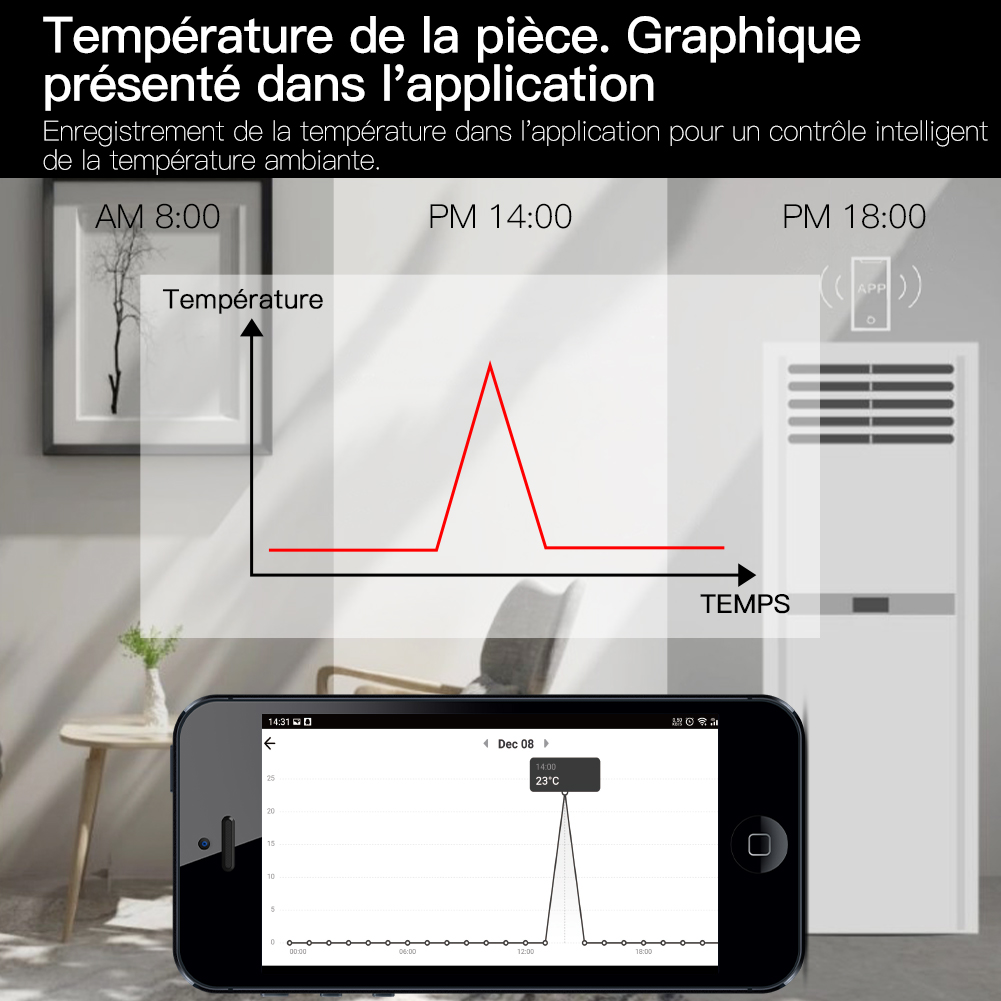 Température de la pièce. Graphique
présenté dans l'application
Enregistrement de la température dans l'application pour un contrôle intelligent
de la température ambiante.
AM 8:00
PM 14:00
PM 18:00
APP
Température
TEMPS
14:31
Dec 08
14:00
23°C
25
20
15
10
5
0
00:00
06:00
12:00
18:00